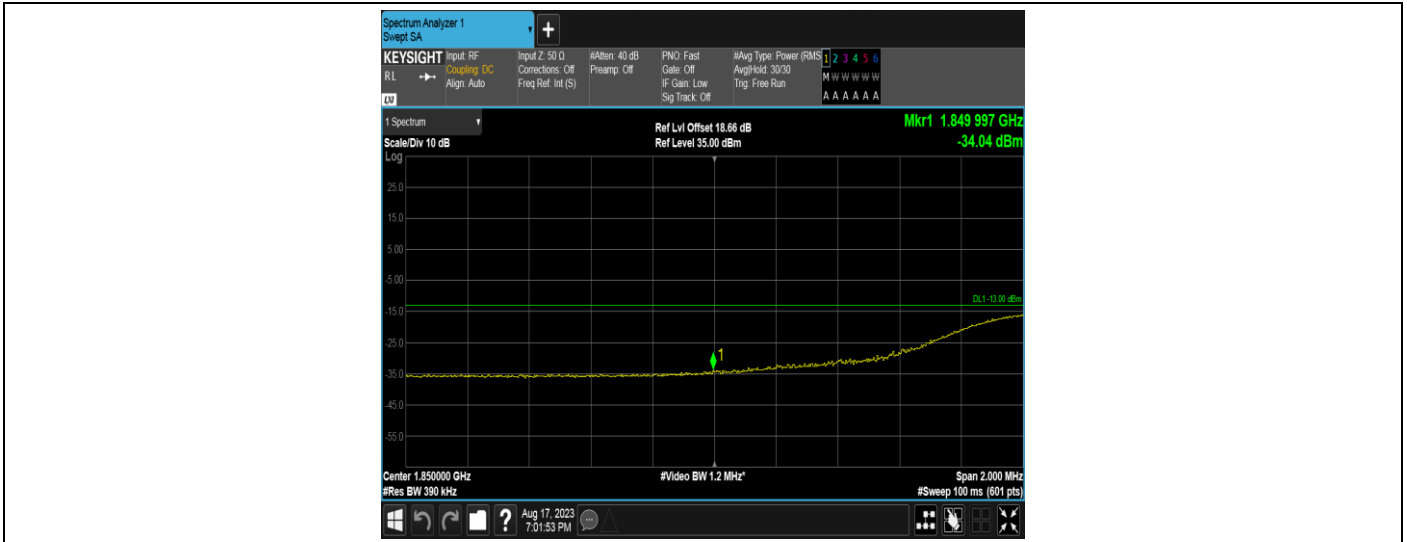 Spectrum Analyzer 1
Swept SA
+
KEYSIGHT
RL
LXI
Input: RF
Coupling: DC
Align: Auto
Input Z: 50 Ω
Corrections: Off
Freq Ref: Int (S)
#Atten: 40 dB
Preamp: Off
PNO: Fast
Gate: Off
IF Gain: Low
Sig Track: Off
#Avg Type: Power (RMS
Avg|Hold: 30/30
Trig: Free Run
1 2 3 4 5 6
M W W W W W
A A A A A A
1 Spectrum
Scale/Div 10 dB
Ref Lvl Offset 18.66 dB
Ref Level 35.00 dBm
Mkr1 1.849 997 GHz
-34.04 dBm
Log
25.0
15.0
5.00
-5.00
DL1 -13.00 dBm
-15.0
-25.0
1
-35.0
-45.0
-55.0
Center 1.850000 GHz
#Res BW 390 kHz
#Video BW 1.2 MHz*
Span 2.000 MHz
#Sweep 100 ms (601 pts)
?
Aug 17, 2023
7:01:53 PM